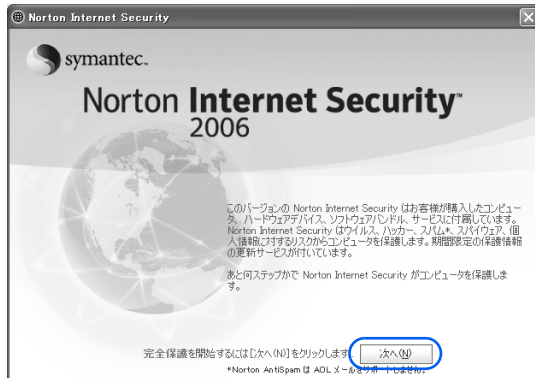 Norton Internet Security
symantec.
Norton Internet Security™
2006
このバージョンの Norton Internet Security はお客様が購入したコンピュー
タ、ハードウェアデバイス、ソフトウェアバンドル、サービスに付属しています。
Norton Internet Security はウイルス、ハッカー、スパム*、スパイウェア、個
人情報に対するリスクからコンピュータを保護します。期間限定の保護情報
の更新サービスが付いています。
あと何ステップかで Norton Internet Security がコンピュータを保護しま
す。
完全保護を開始するには[次へ(N)]をクリックします。 次へ(N)
*Norton AntiSpam は AOL メールをサポートしません。